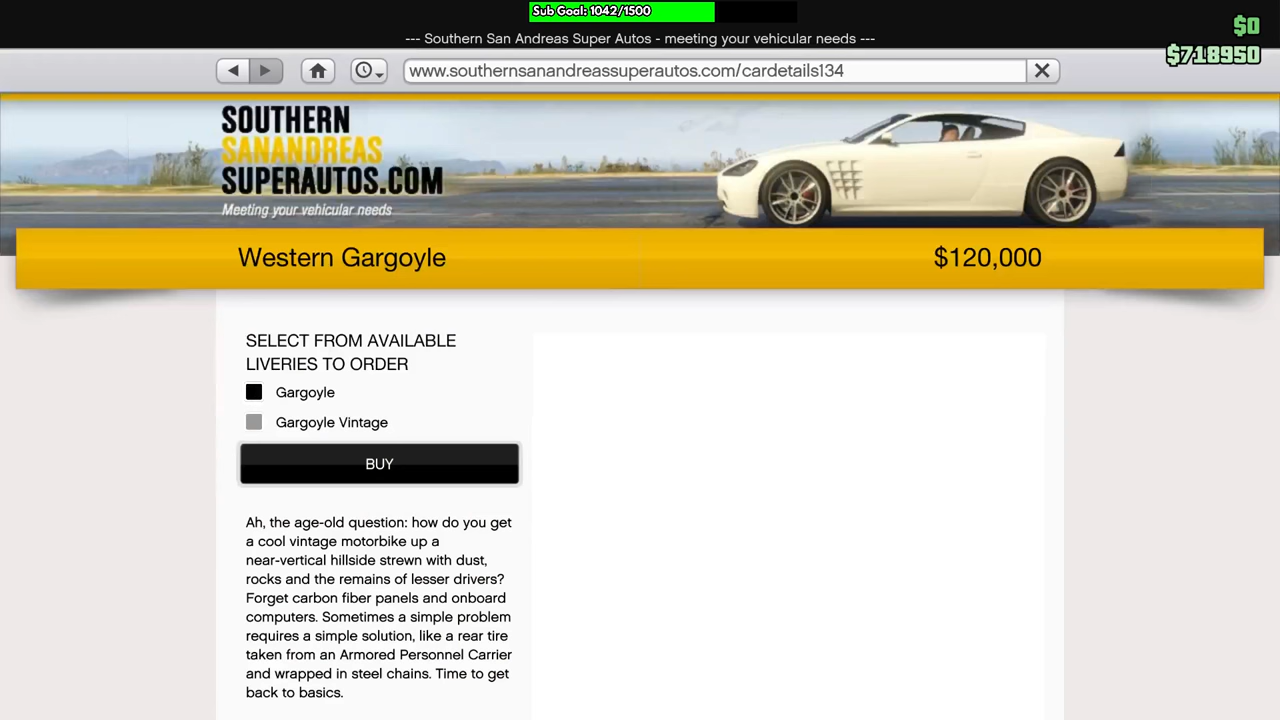 Sub Goal: 1042/1500
--- Southern San Andreas Super Autos - meeting your vehicular needs ---
$0
$718950
www.southernsanandreassuperautos.com/cardetails134
SOUTHERN
SANANDREAS
SUPERAUTOS.COM
Meeting your vehicular needs
Western Gargoyle
$120,000
SELECT FROM AVAILABLE
LIVERIES TO ORDER
Gargoyle
Gargoyle Vintage
BUY
Ah, the age-old question: how do you get
a cool vintage motorbike up a
near-vertical hillside strewn with dust,
rocks and the remains of lesser drivers?
Forget carbon fiber panels and onboard
computers. Sometimes a simple problem
requires a simple solution, like a rear tire
taken from an Armored Personnel Carrier
and wrapped in steel chains. Time to get
back to basics.